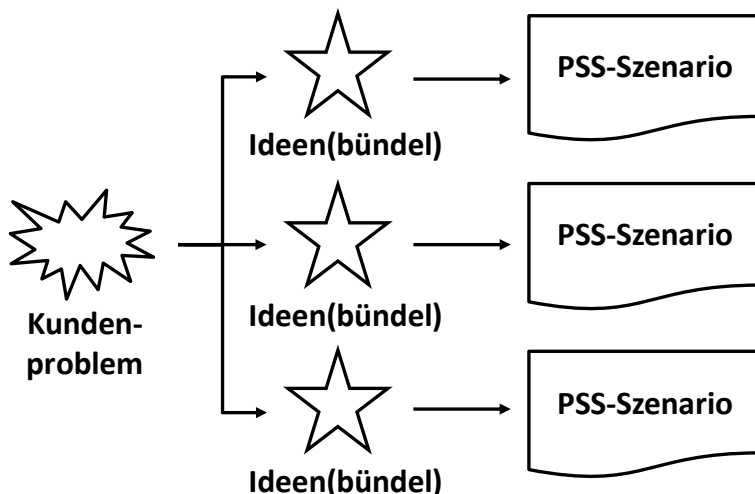 PSS-Szenario
Ideen(bündel)
PSS-Szenario
Ideen(bündel)
Kunden-
problem
PSS-Szenario
Ideen(bündel)